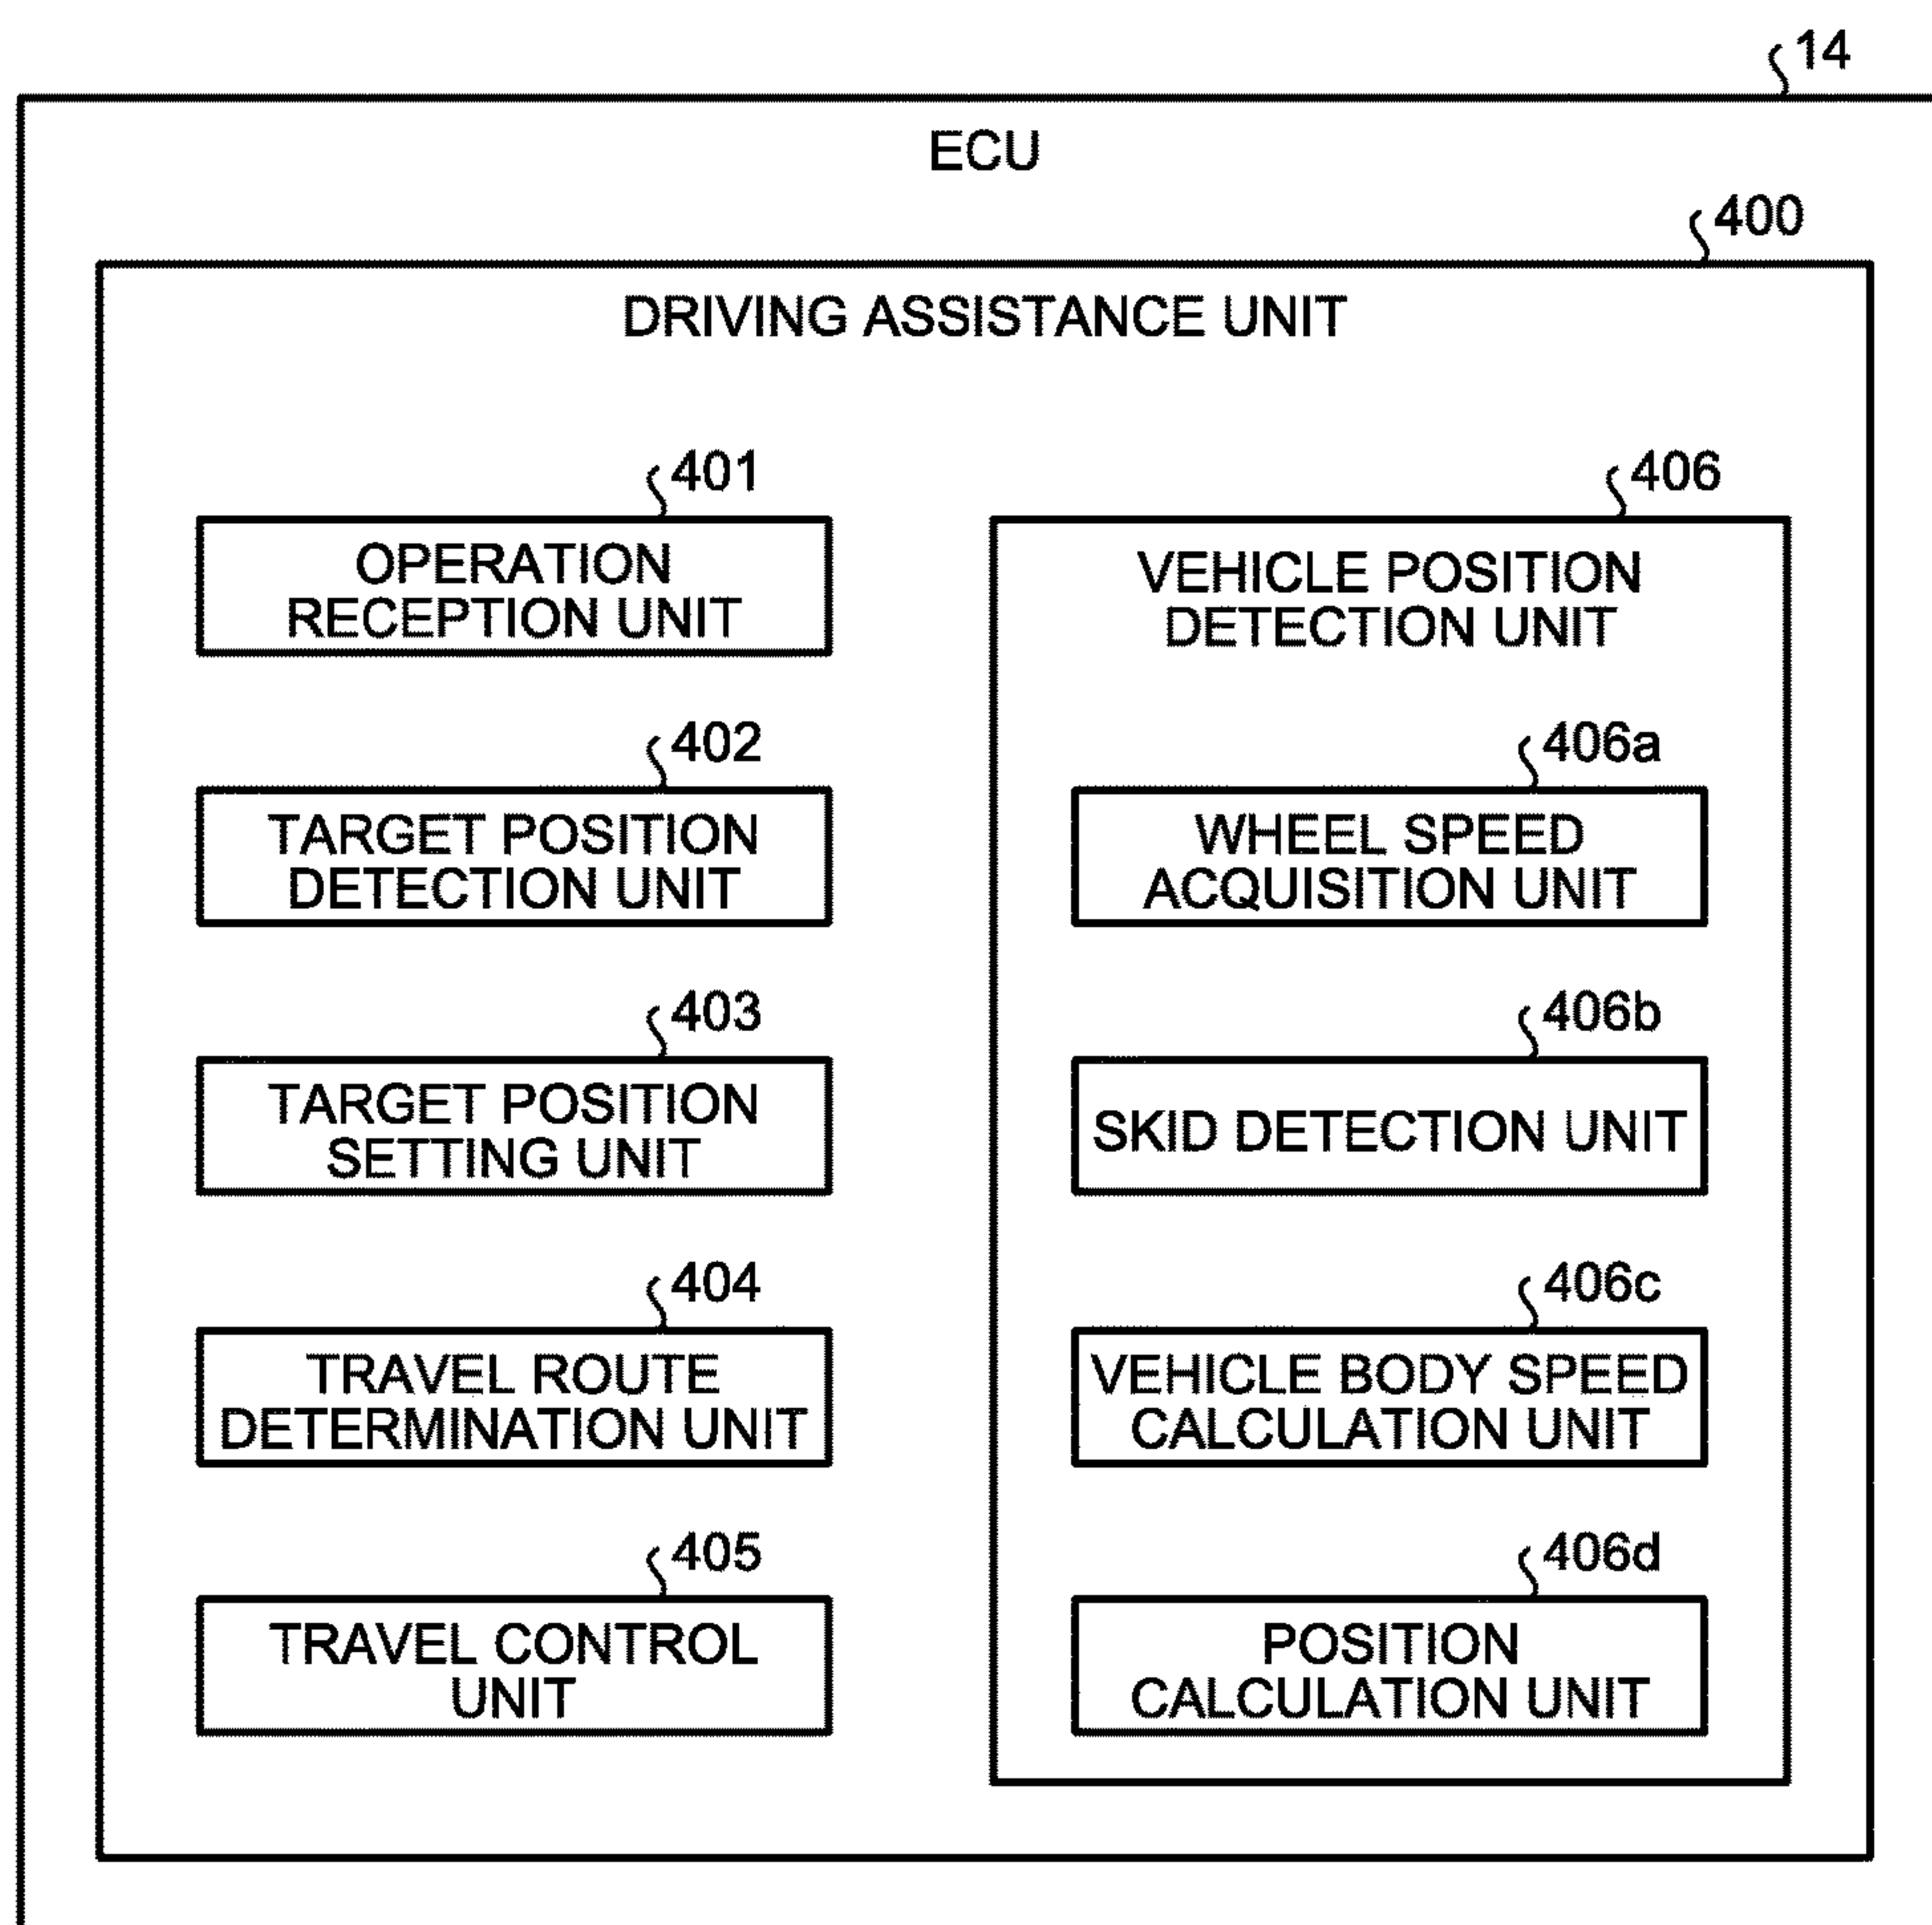 14
ECU
400
DRIVING ASSISTANCE UNIT
401
OPERATION
RECEPTION UNIT
402
TARGET POSITION
DETECTION UNIT
403
TARGET POSITION
SETTING UNIT
404
TRAVEL ROUTE
DETERMINATION UNIT
405
TRAVEL CONTROL
UNIT
406
VEHICLE POSITION
DETECTION UNIT
406a
WHEEL SPEED
ACQUISITION UNIT
406b
SKID DETECTION UNIT
406c
VEHICLE BODY SPEED
CALCULATION UNIT
406d
POSITION
CALCULATION UNIT